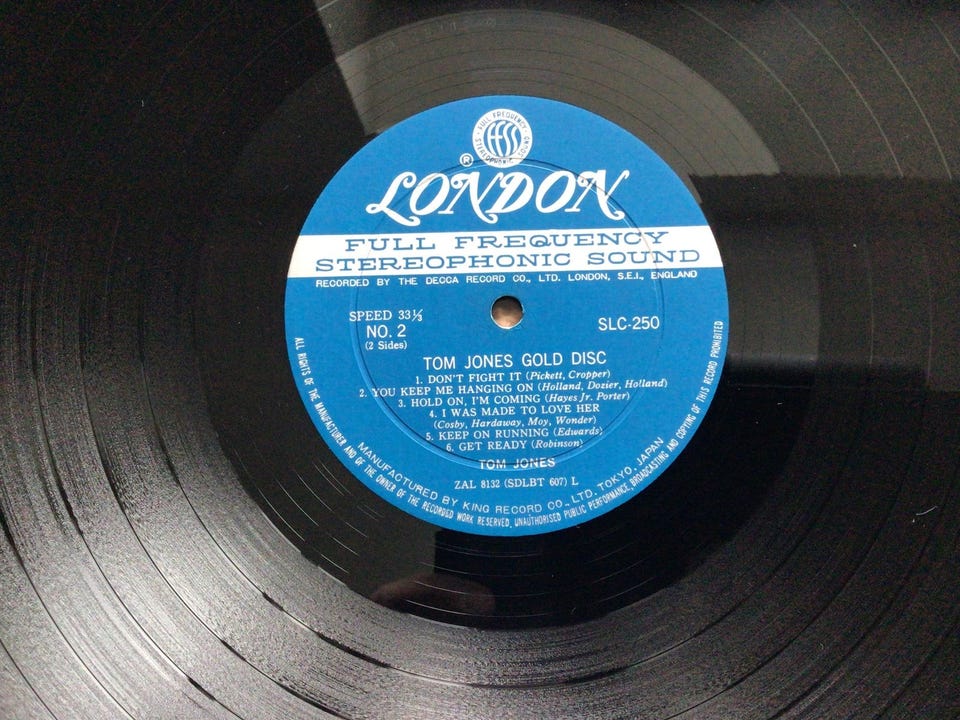 FULL FREQUENCY
ffss
STEREOPHONIC SOUND
®
LONDON
FULL FREQUENCY
STEREOPHONIC SOUND
RECORDED BY THE DECCA RECORD CO., LTD. LONDON, S.E.I., ENGLAND
SPEED 33⅓
NO. 2
(2 Sides)
SLC-250
TOM JONES GOLD DISC
1. DON'T FIGHT IT (Pickett, Cropper)
2. YOU KEEP ME HANGING ON (Holland, Dozier, Holland)
3. HOLD ON, I'M COMING (Hayes Jr. Porter)
4. I WAS MADE TO LOVE HER
(Cosby, Hardaway, Moy, Wonder)
5. KEEP ON RUNNING (Edwards)
6. GET READY (Robinson)
TOM JONES
ZAL 8132 (SDLBT 607) L
MANUFACTURED BY KING RECORD CO., LTD. TOKYO, JAPAN
ALL RIGHTS OF THE MANUFACTURER AND OF THE OWNER OF THE RECORDED WORK RESERVED, UNAUTHORISED PUBLIC PERFORMANCE, BROADCASTING AND COPYING OF THIS RECORD PROHIBITED